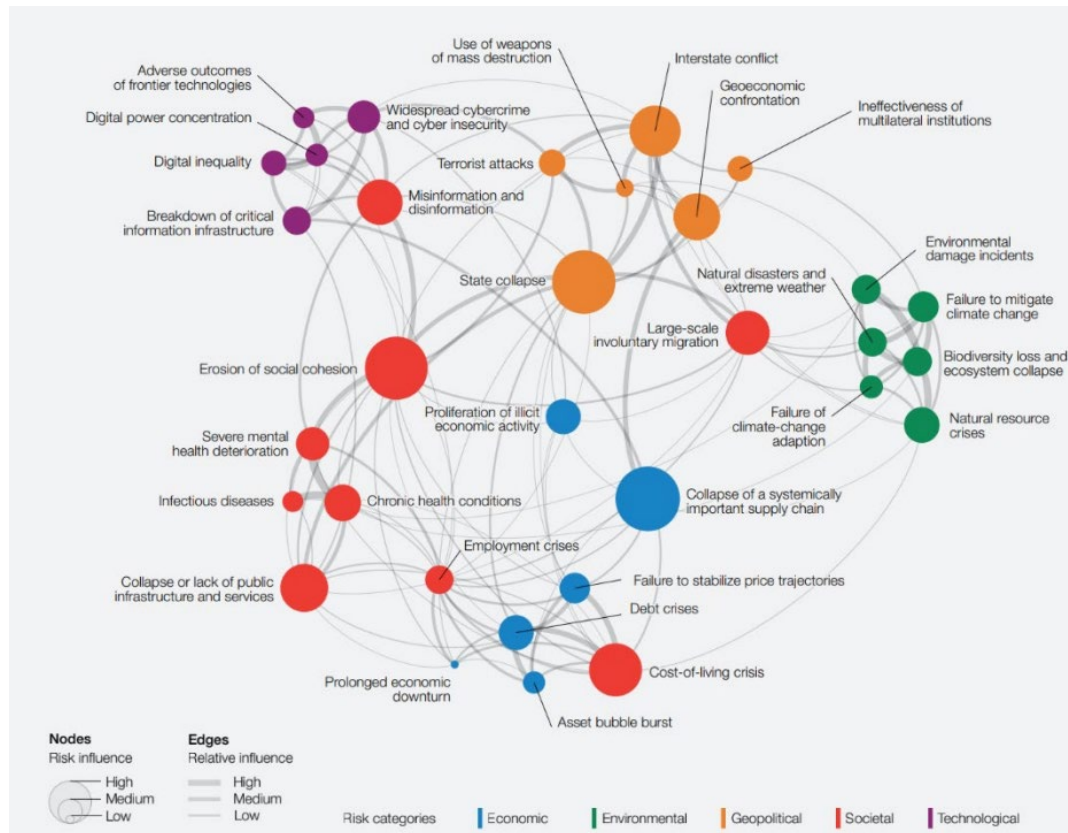 Use of weapons
of mass destruction
Interstate conflict
Adverse outcomes
of frontier technologies
Geoeconomic
confrontation
Ineffectiveness of
multilateral institutions
Widespread cybercrime
and cyber insecurity
Digital power concentration
Digital inequality
Terrorist attacks
Misinformation and
disinformation
Breakdown of critical
information infrastructure
Environmental
damage incidents
Natural disasters and
extreme weather
State collapse
Failure to mitigate
climate change
Large-scale
involuntary migration
Biodiversity loss and
ecosystem collapse
Erosion of social cohesion
Proliferation of illicit
economic activity
Failure of
climate-change
adaption
Natural resource
crises
Severe mental
health deterioration
Infectious diseases
Chronic health conditions
Collapse of a systemically
important supply chain
Employment crises
Collapse or lack of public
infrastructure and services
Failure to stabilize price trajectories
Debt crises
Prolonged economic
downturn
Cost-of-living crisis
Asset bubble burst
Nodes
Risk influence
High
Medium
Low
Edges
Relative influence
High
Medium
Low
Risk categories
Economic
Environmental
Geopolitical
Societal
Technological